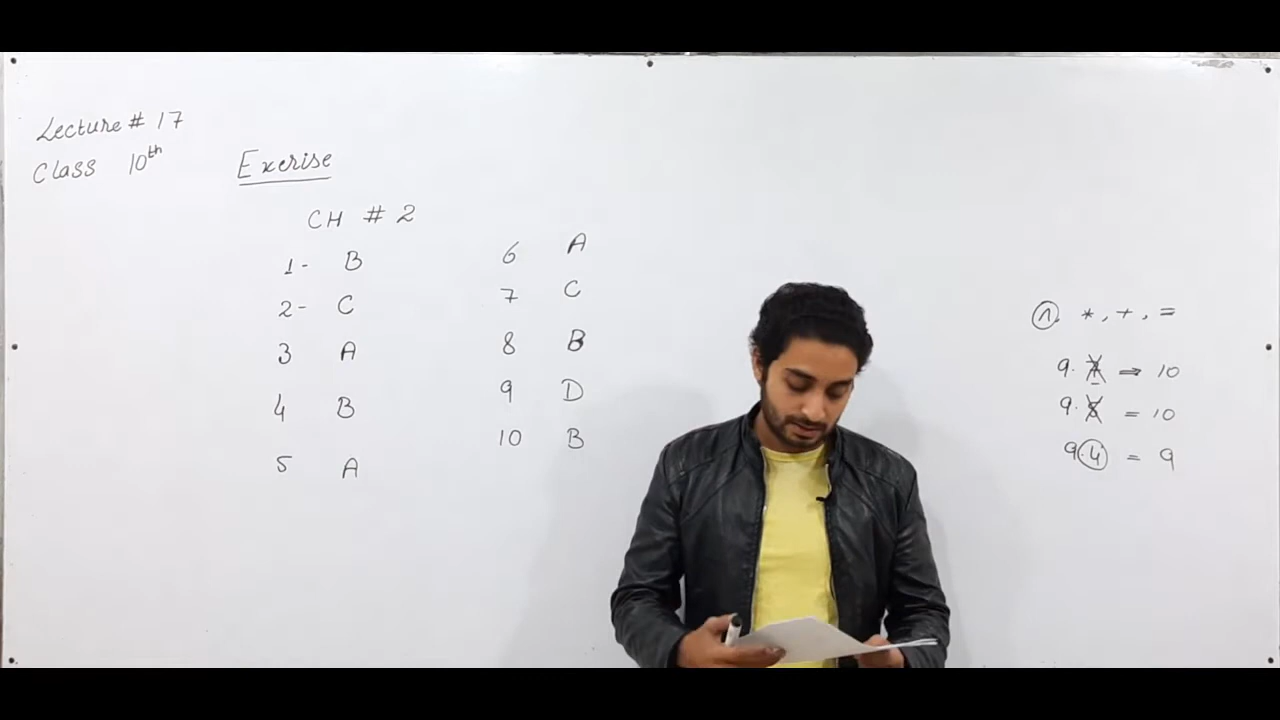 Lecture # 17
Class 10th
Exerise
CH # 2
1- B
2- C
3 A
4 B
5 A
6 A
7 C
8 B
9 D
10 B
*, +, =
9. ⇒ 10
9. = 10
9.4 = 9